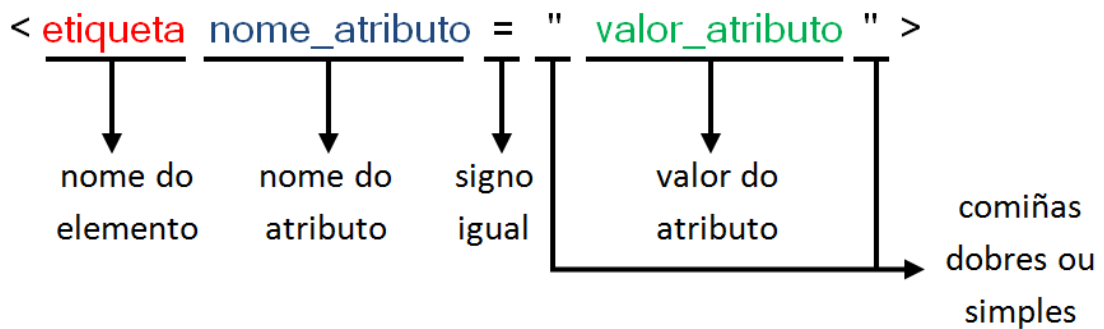 < etiqueta nome_atributo = " valor_atributo " >
nome do
elemento
nome do
atributo
signo
igual
valor do
atributo
comiñas
dobres ou
simples